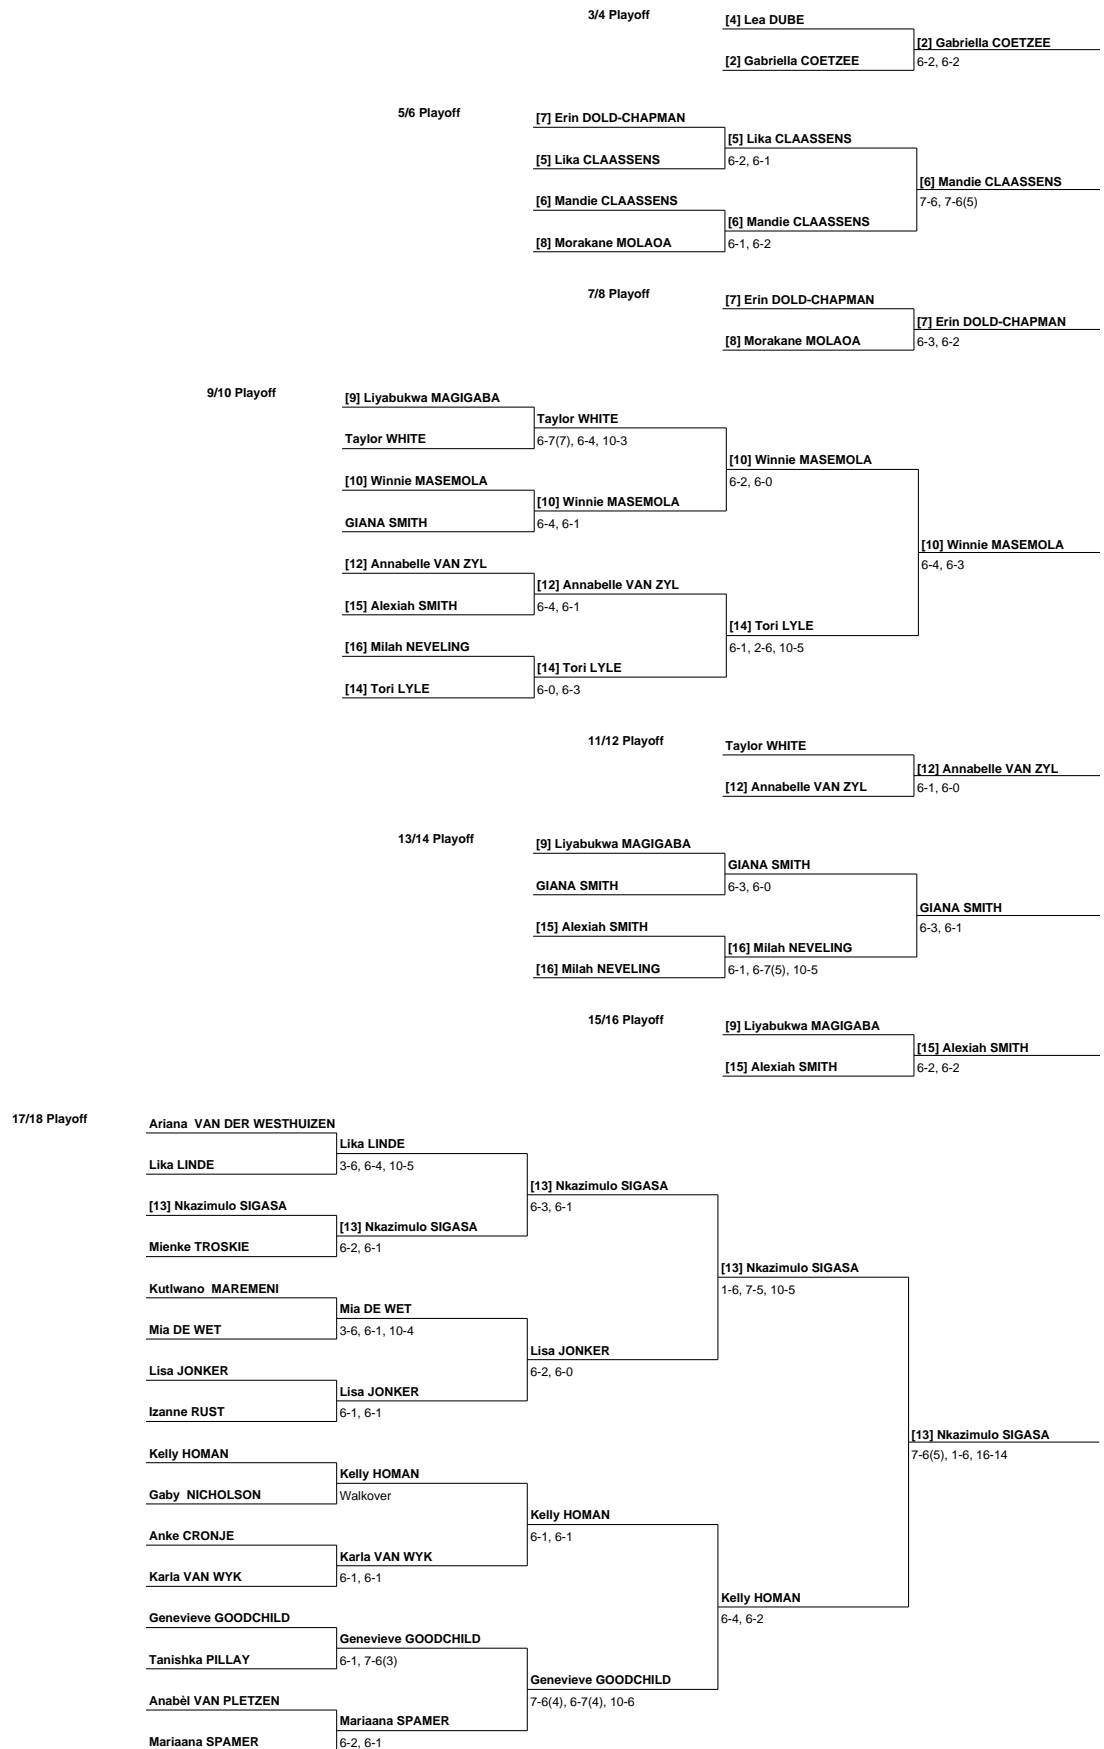 3/4 Playoff
[4] Lea DUBE
[2] Gabriella COETZEE
[2] Gabriella COETZEE
6-2, 6-2
5/6 Playoff
[7] Erin DOLD-CHAPMAN
[5] Lika CLAASSENS
[5] Lika CLAASSENS
6-2, 6-1
[6] Mandie CLAASSENS
7-6, 7-6(5)
[6] Mandie CLAASSENS
[6] Mandie CLAASSENS
[8] Morakane MOLAOA
6-1, 6-2
7/8 Playoff
[7] Erin DOLD-CHAPMAN
[7] Erin DOLD-CHAPMAN
[8] Morakane MOLAOA
6-3, 6-2
9/10 Playoff
[9] Liyabukwa MAGIGABA
Taylor WHITE
Taylor WHITE
6-7(7), 6-4, 10-3
[10] Winnie MASEMOLA
6-2, 6-0
[10] Winnie MASEMOLA
[10] Winnie MASEMOLA
GIANA SMITH
6-4, 6-1
[10] Winnie MASEMOLA
6-4, 6-3
[12] Annabelle VAN ZYL
[12] Annabelle VAN ZYL
[15] Alexiah SMITH
6-4, 6-1
[14] Tori LYLE
6-1, 2-6, 10-5
[16] Milah NEVELING
[14] Tori LYLE
[14] Tori LYLE
6-0, 6-3
11/12 Playoff
Taylor WHITE
[12] Annabelle VAN ZYL
[12] Annabelle VAN ZYL
6-1, 6-0
13/14 Playoff
[9] Liyabukwa MAGIGABA
GIANA SMITH
GIANA SMITH
6-3, 6-0
GIANA SMITH
6-3, 6-1
[15] Alexiah SMITH
[16] Milah NEVELING
[16] Milah NEVELING
6-1, 6-7(5), 10-5
15/16 Playoff
[9] Liyabukwa MAGIGABA
[15] Alexiah SMITH
[15] Alexiah SMITH
6-2, 6-2
17/18 Playoff
Ariana  VAN DER WESTHUIZEN
Lika LINDE
Lika LINDE
3-6, 6-4, 10-5
[13] Nkazimulo SIGASA
6-3, 6-1
[13] Nkazimulo SIGASA
[13] Nkazimulo SIGASA
Mienke TROSKIE
6-2, 6-1
[13] Nkazimulo SIGASA
1-6, 7-5, 10-5
Kutlwano  MAREMENI
Mia DE WET
Mia DE WET
3-6, 6-1, 10-4
Lisa JONKER
6-2, 6-0
Lisa JONKER
Lisa JONKER
Izanne RUST
6-1, 6-1
[13] Nkazimulo SIGASA
7-6(5), 1-6, 16-14
Kelly HOMAN
Kelly HOMAN
Gaby  NICHOLSON
Walkover
Kelly HOMAN
6-1, 6-1
Anke CRONJE
Karla VAN WYK
Karla VAN WYK
6-1, 6-1
Kelly HOMAN
6-4, 6-2
Genevieve GOODCHILD
Genevieve GOODCHILD
Tanishka PILLAY
6-1, 7-6(3)
Genevieve GOODCHILD
7-6(4), 6-7(4), 10-6
Anabèl VAN PLETZEN
Mariaana SPAMER
Mariaana SPAMER
6-2, 6-1